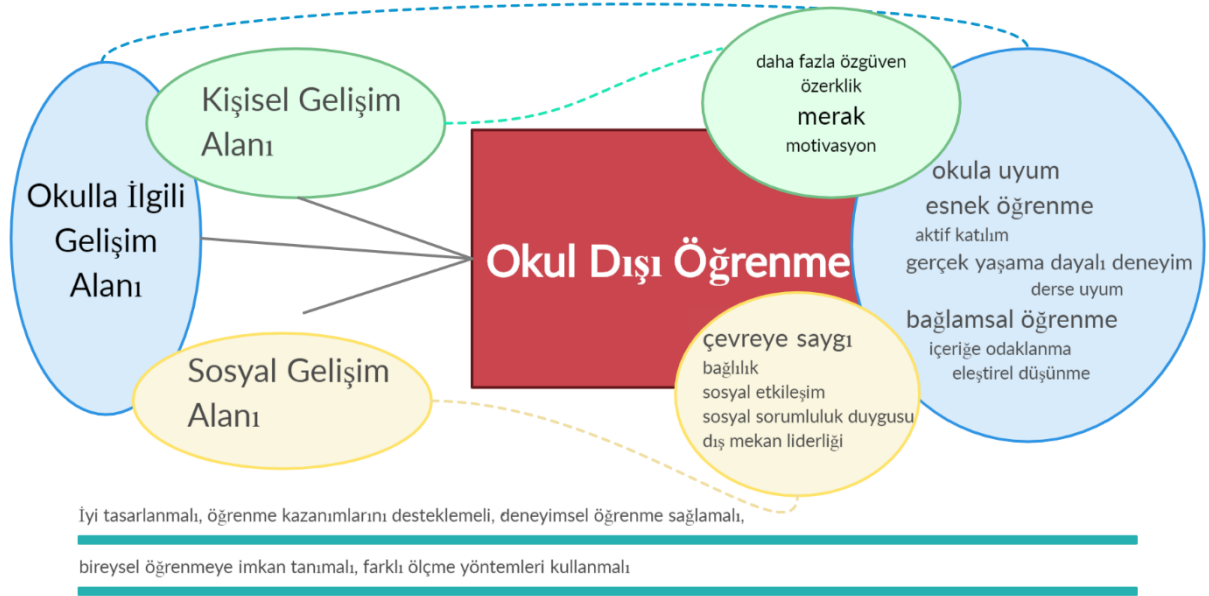 Kişisel Gelişim
Alanı
Okulla İlgili
Gelişim
Alanı
Sosyal Gelişim
Alanı
Okul Dışı Öğrenme
daha fazla özgüven
özerklik
merak
motivasyon
okula uyum
esnek öğrenme
aktif katılım
gerçek yaşama dayalı deneyim
derse uyum
bağlamsal öğrenme
içeriğe odaklanma
eleştirel düşünme
çevreye saygı
bağlılık
sosyal etkileşim
sosyal sorumluluk duygusu
dış mekan liderliği
İyi tasarlanmalı, öğrenme kazanımlarını desteklemeli, deneyimsel öğrenme sağlamalı,
bireysel öğrenmeye imkan tanımalı, farklı ölçme yöntemleri kullanmalı